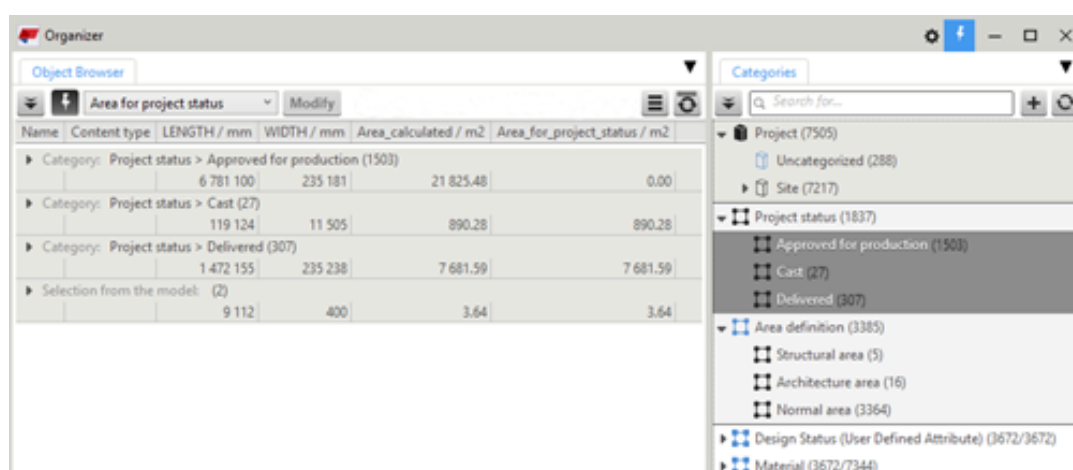 Organizer
Object Browser
Area for project status Modify
Name Content type LENGTH / mm WIDTH / mm Area_calculated / m2 Area_for_project_status / m2
Category: Project status > Approved for production (1503)
6 781 100 235 181 21 825.48 0.00
Category: Project status > Cast (27)
119 124 11 505 890.28 890.28
Category: Project status > Delivered (307)
1 472 155 235 238 7 681.59 7 681.59
Selection from the model: (2)
9 112 400 3.64 3.64
Categories
Search for...
Project (7505)
Uncategorized (288)
Site (7217)
Project status (1837)
Approved for production (1503)
Cast (27)
Delivered (307)
Area definition (3385)
Structural area (5)
Architecture area (16)
Normal area (3364)
Design Status (User Defined Attribute) (3672/3672)
Material (3672/7344)